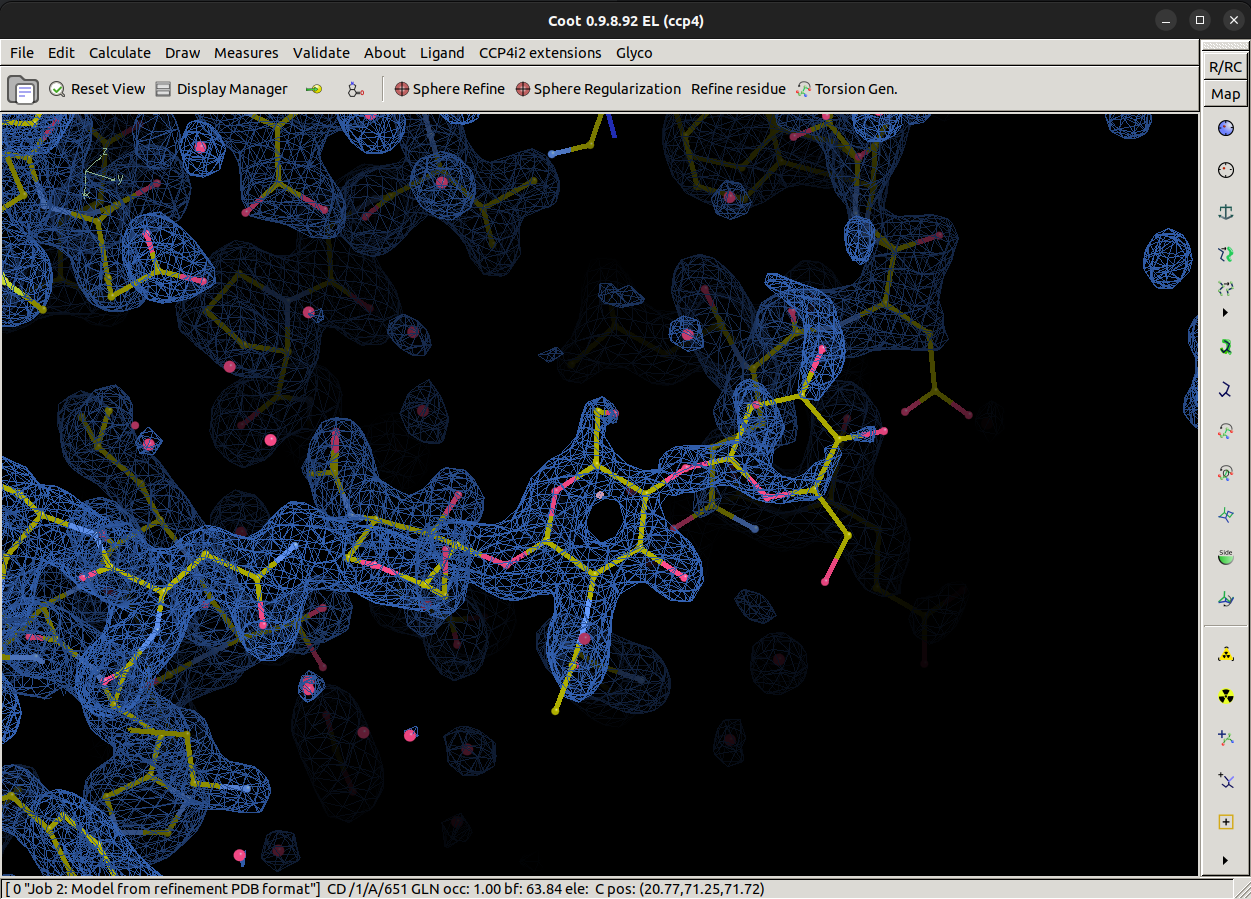 Coot 0.9.8.92 EL (ccp4)
File Edit Calculate Draw Measures Validate About Ligand CCP4i2 extensions Glyco
R/RC
Reset View Display Manager Sphere Refine Sphere Regularization Refine residue Torsion Gen.
Map
z
y
x
Side
[ 0 "Job 2: Model from refinement PDB format"] CD /1/A/651 GLN occ: 1.00 bf: 63.84 ele: C pos: (20.77,71.25,71.72)